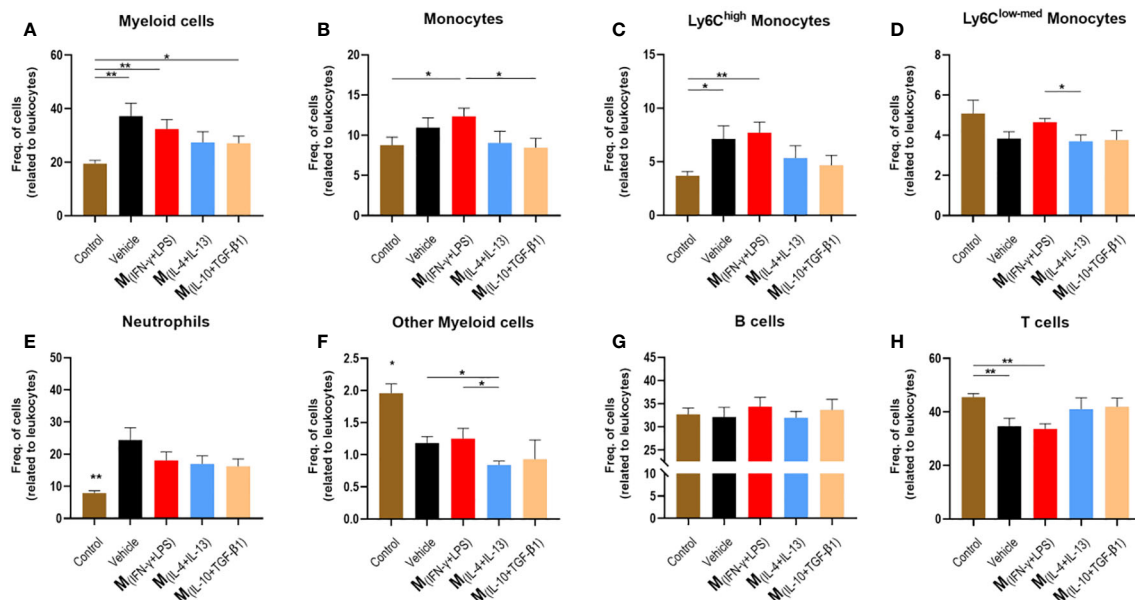 A
Myeloid cells
Freq. of cells
(related to leukocytes)
60
40
20
0
**
**
*
Control
Vehicle
M(IFN-γ+LPS)
M(IL-4+IL-13)
M(IL-10+TGF-β1)
B
Monocytes
Freq. of cells
(related to leukocytes)
20
15
10
5
0
*
*
Control
Vehicle
M(IFN-γ+LPS)
M(IL-4+IL-13)
M(IL-10+TGF-β1)
C
Ly6Chigh Monocytes
Freq. of cells
(related to leukocytes)
15
10
5
0
**
*
Control
Vehicle
M(IFN-γ+LPS)
M(IL-4+IL-13)
M(IL-10+TGF-β1)
D
Ly6Clow-med Monocytes
Freq. of cells
(related to leukocytes)
8
6
4
2
0
*
Control
Vehicle
M(IFN-γ+LPS)
M(IL-4+IL-13)
M(IL-10+TGF-β1)
E
Neutrophils
Freq. of cells
(related to leukocytes)
50
40
30
20
10
0
**
Control
Vehicle
M(IFN-γ+LPS)
M(IL-4+IL-13)
M(IL-10+TGF-β1)
F
Other Myeloid cells
Freq. of cells
(related to leukocytes)
2.5
2.0
1.5
1.0
0.5
0.0
*
*
*
Control
Vehicle
M(IFN-γ+LPS)
M(IL-4+IL-13)
M(IL-10+TGF-β1)
G
B cells
Freq. of cells
(related to leukocytes)
45
40
35
30
25
10
5
0
Control
Vehicle
M(IFN-γ+LPS)
M(IL-4+IL-13)
M(IL-10+TGF-β1)
H
T cells
Freq. of cells
(related to leukocytes)
60
40
20
0
**
**
Control
Vehicle
M(IFN-γ+LPS)
M(IL-4+IL-13)
M(IL-10+TGF-β1)